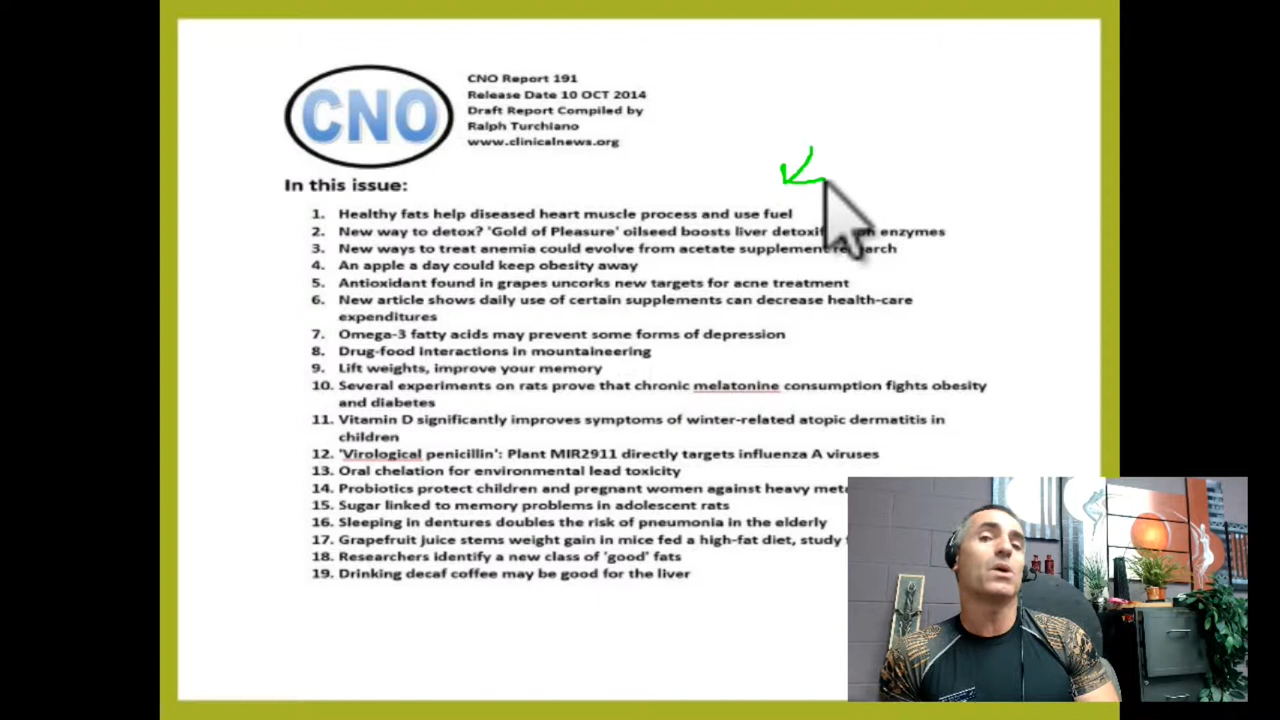 CNO
CNO Report 191
Release Date 10 OCT 2014
Draft Report Compiled by
Ralph Turchiano
www.clinicalnews.org
In this issue:
1. Healthy fats help diseased heart muscle process and use fuel
2. New way to detox? 'Gold of Pleasure' oilseed boosts liver enzymes
3. New ways to treat anemia could evolve from acetate supplement
4. An apple a day could keep obesity away
5. Antioxidant found in grapes uncorks new targets for acne treatment
6. New article shows daily use of certain supplements can decrease health-care
expenditures
7. Omega-3 fatty acids may prevent some forms of depression
8. Drug-food interactions in mountaineering
9. Lift weights, improve your memory
10. Several experiments on rats prove that chronic melatonine consumption fights obesity
and diabetes
11. Vitamin D significantly improves symptoms of winter-related atopic dermatitis in
children
12. 'Virological penicillin': Plant MIR2911 directly targets influenza A viruses
13. Oral chelation for environmental lead toxicity
14. Probiotics protect children and pregnant women against heavy
15. Sugar linked to memory problems in adolescent rats
16. Sleeping in dentures doubles the risk of pneumonia in the elderly
17. Grapefruit juice stems weight gain in mice fed a high-fat diet, study
18. Researchers identify a new class of 'good' fats
19. Drinking decaf coffee may be good for the liver